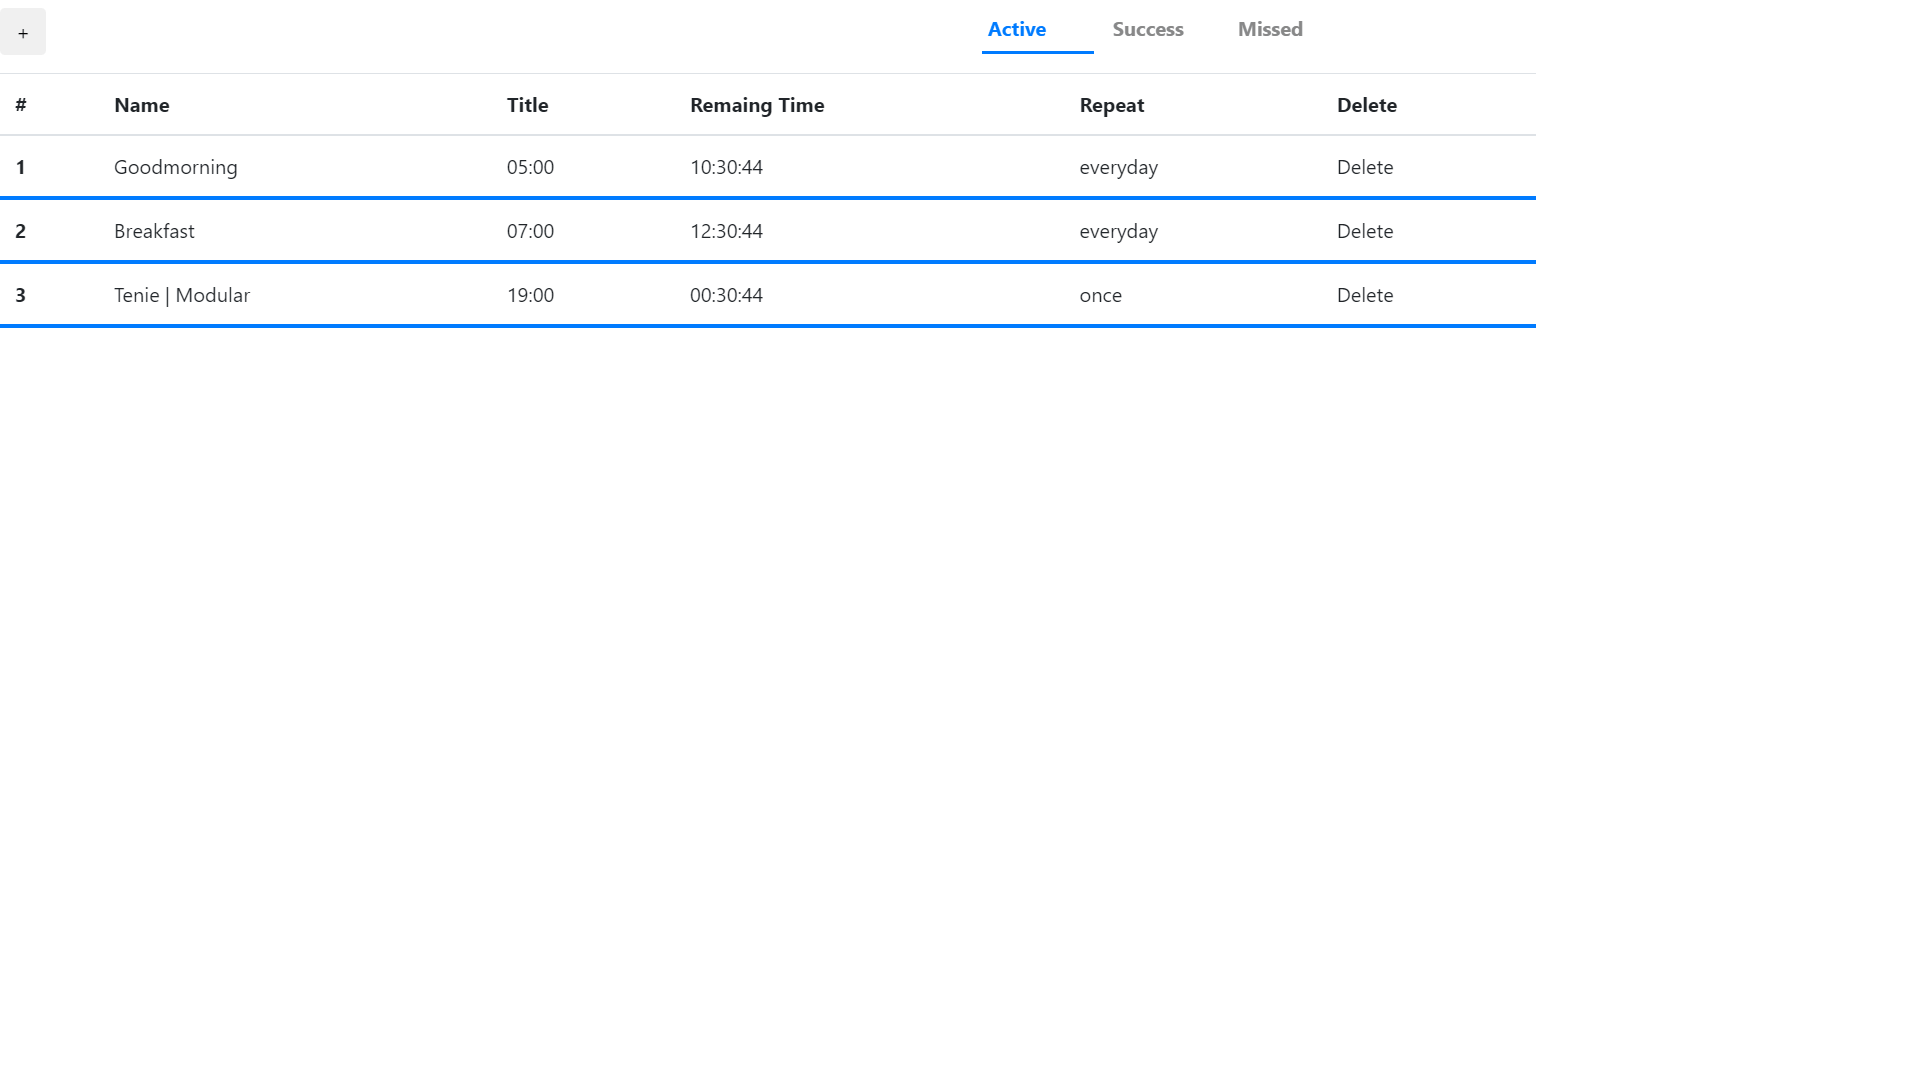 + Active Success Missed
# Name Title Remaing Time Repeat Delete
1 Goodmorning 05:00 10:30:44 everyday Delete
2 Breakfast 07:00 12:30:44 everyday Delete
3 Tenie | Modular 19:00 00:30:44 once Delete